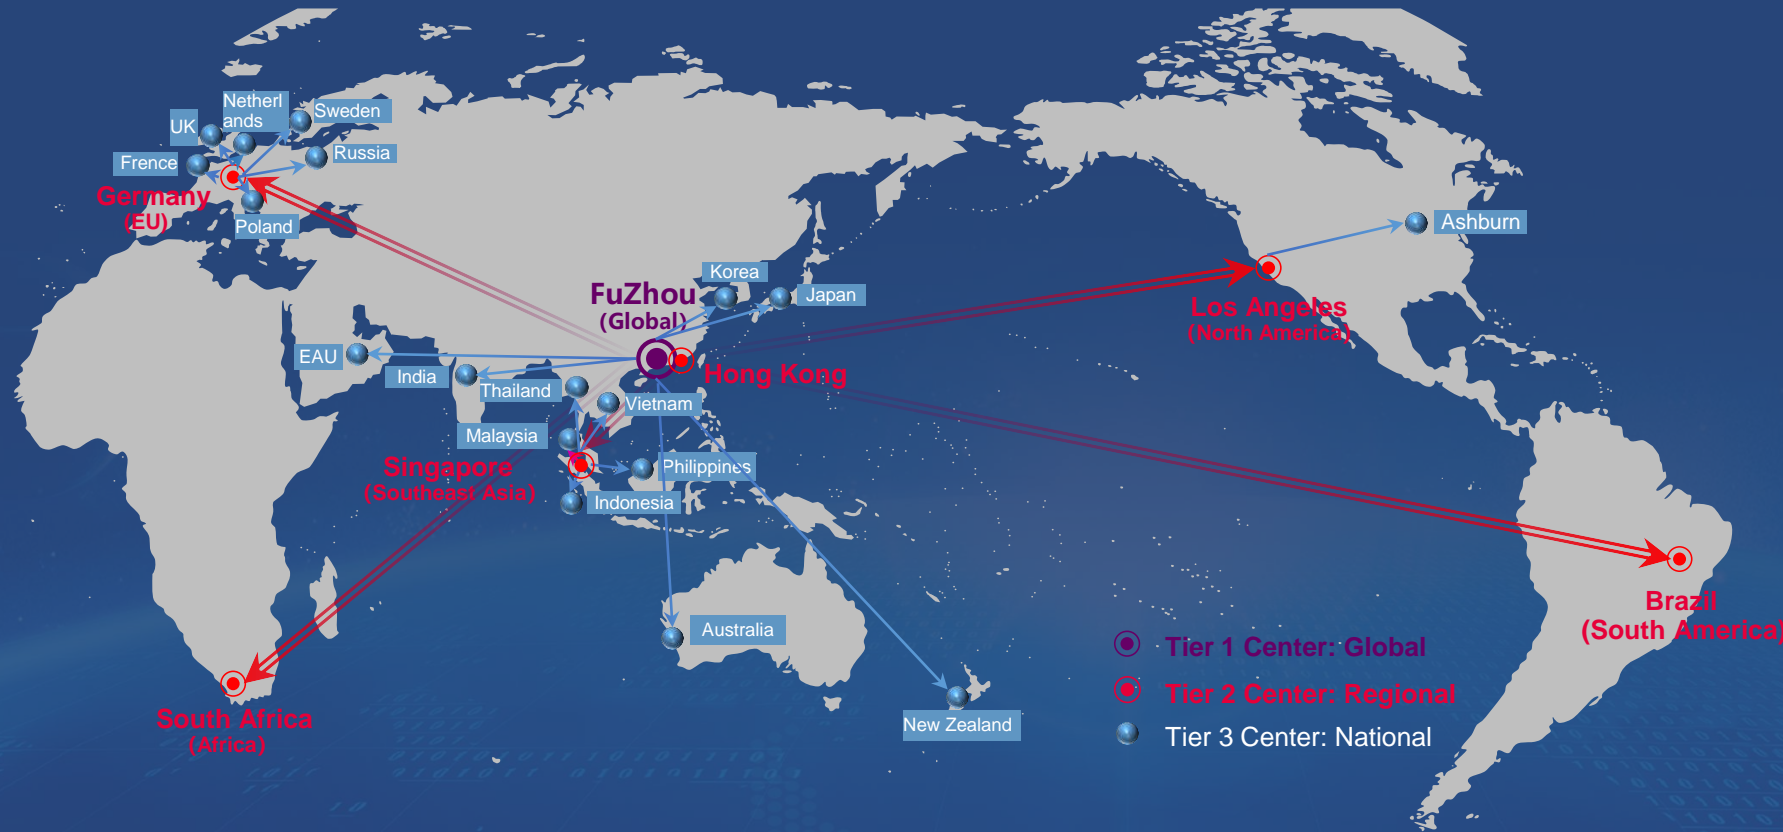 Netherl
ands
Sweden
UK
Russia
Frence
Germany
(EU)
Poland
Ashburn
Korea
Japan
FuZhou
(Global)
Los Angeles
(North America)
EAU
India
Hong Kong
Thailand
Vietnam
Malaysia
Singapore
(Southeast Asia)
Philippines
Indonesia
Brazil
(South America)
Australia
South Africa
(Africa)
New Zealand
Tier 1 Center: Global
Tier 2 Center: Regional
Tier 3 Center: National